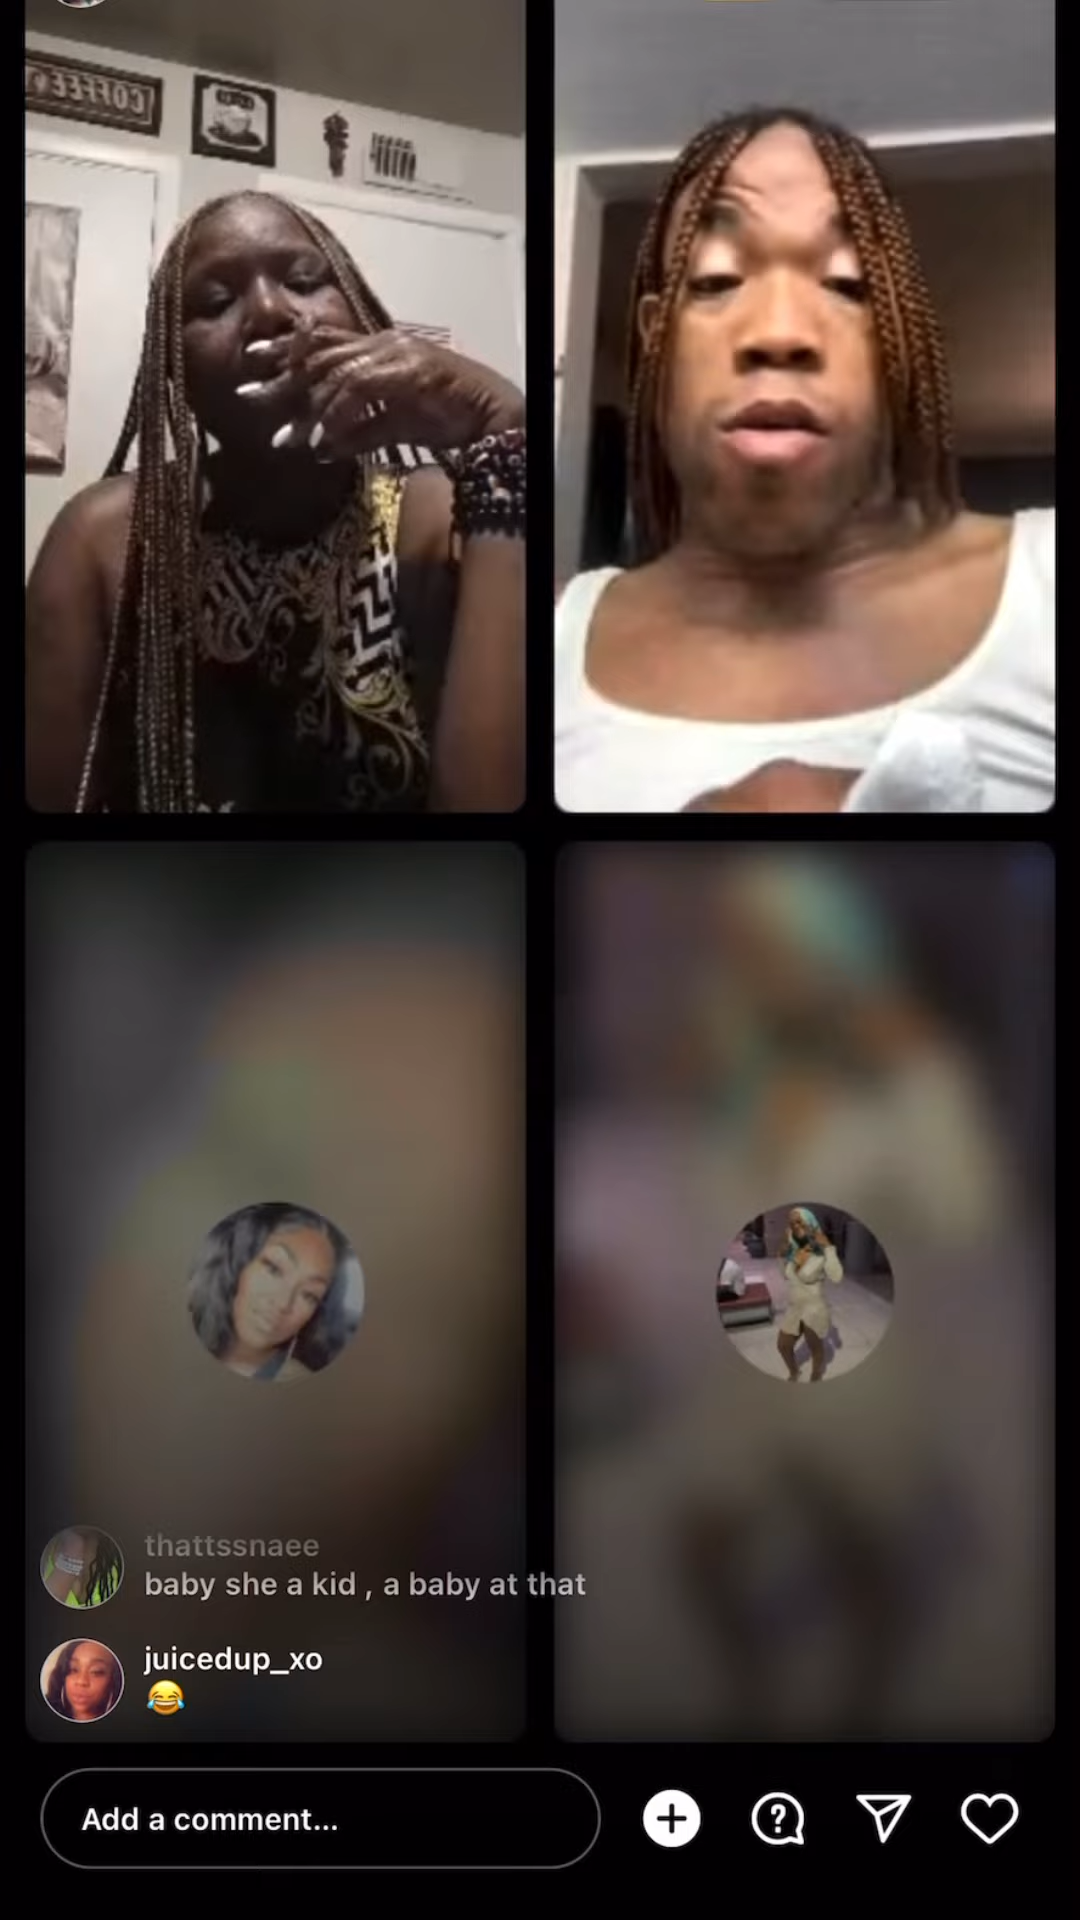 COFFEE
thattssnaee
baby she a kid , a baby at that
juicedup_xo
😂
Add a comment...